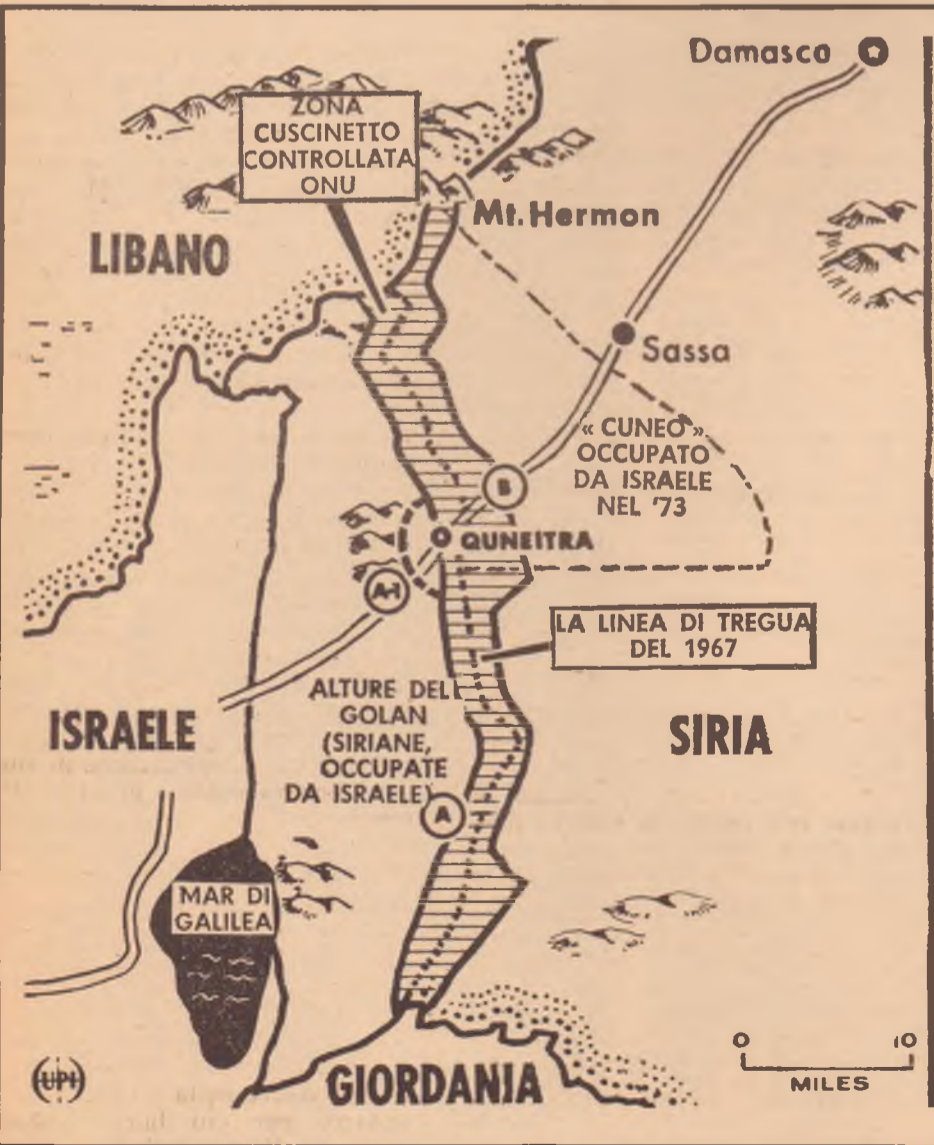 Damasco
ZONA
CUSCINETTO
CONTROLLATA
ONU
Mt. Hermon
LIBANO
Sassa
« CUNEO »
OCCUPATO
DA ISRAELE
NEL '73
B
QUNEITRA
A-1
LA LINEA DI TREGUA
DEL 1967
ALTURE DEL
GOLAN
(SIRIANE,
OCCUPATE
DA ISRAELE)
ISRAELE
SIRIA
A
MAR DI
GALILEA
0 10
MILES
UPI
GIORDANIA